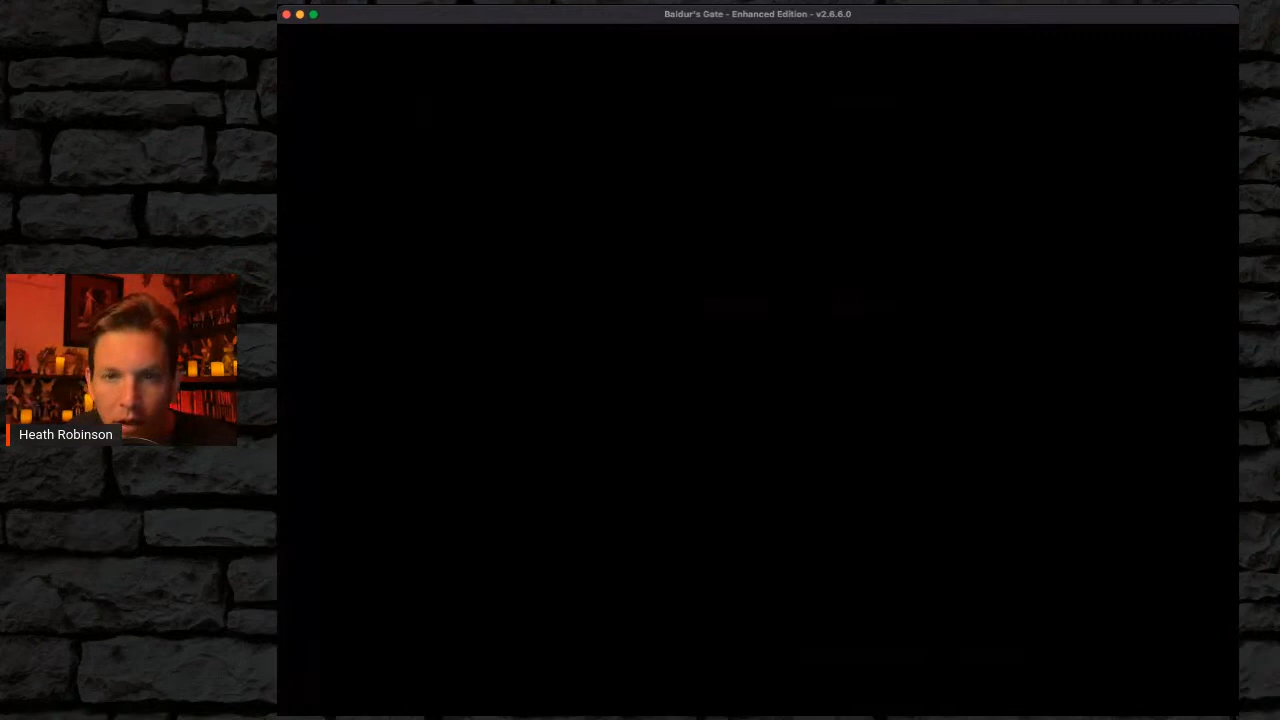 Baldur's Gate - Enhanced Edition - v2.6.6.0
Heath Robinson